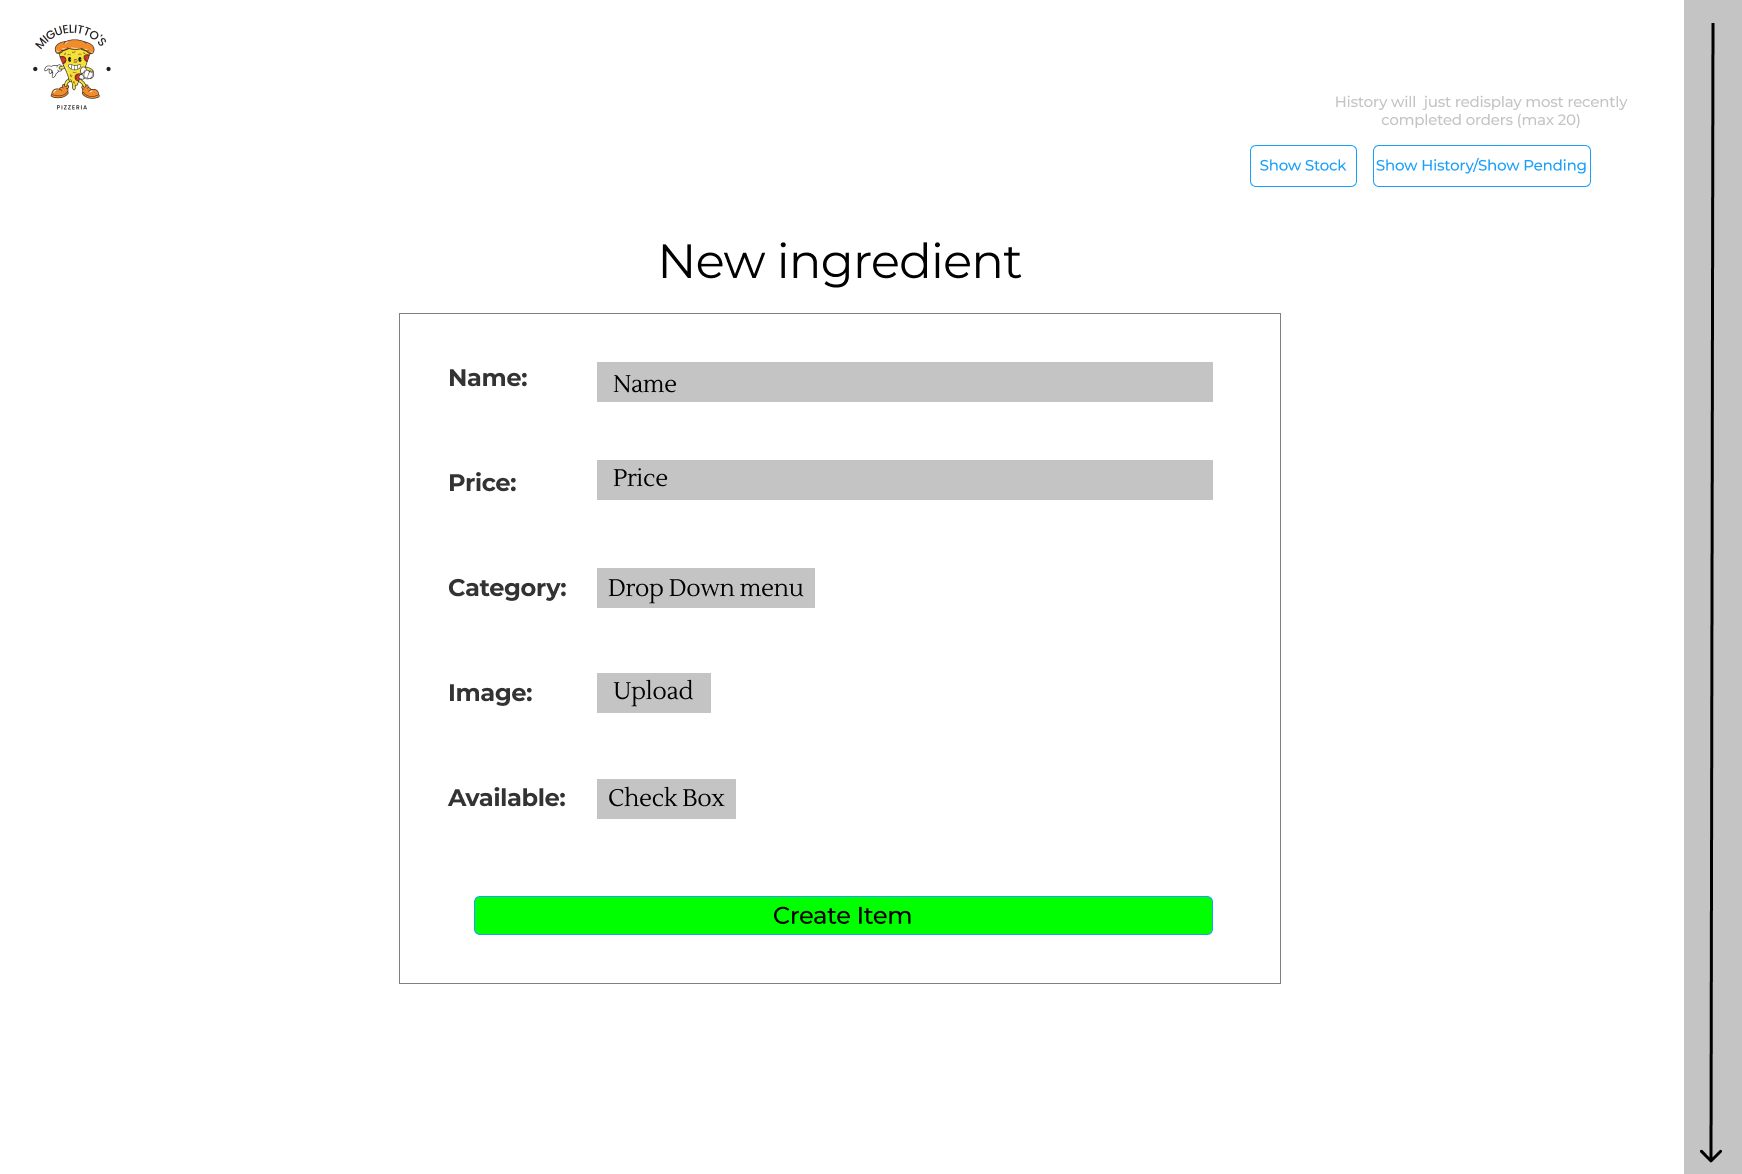 MIGUELITTO'S
PIZZERIA
History will just redisplay most recently
completed orders (max 20)
Show Stock
Show History/Show Pending
New ingredient
Name:
Name
Price:
Price
Category:
Drop Down menu
Image:
Upload
Available:
Check Box
Create Item